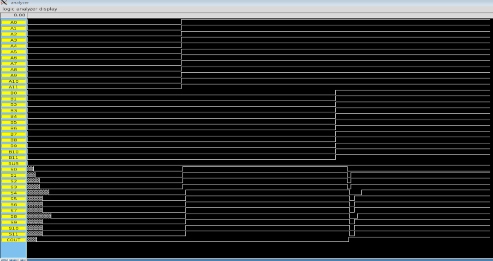 analyzer
logic analyzer display
0.00
A0
A1
A2
A3
A4
A5
A6
A7
A8
A9
A10
A11
B0
B1
B2
B3
B4
B5
B6
B7
B8
B9
B10
B11
SUB
S0
S1
S2
S3
S4
S5
S6
S7
S8
S9
S10
S11
COUT